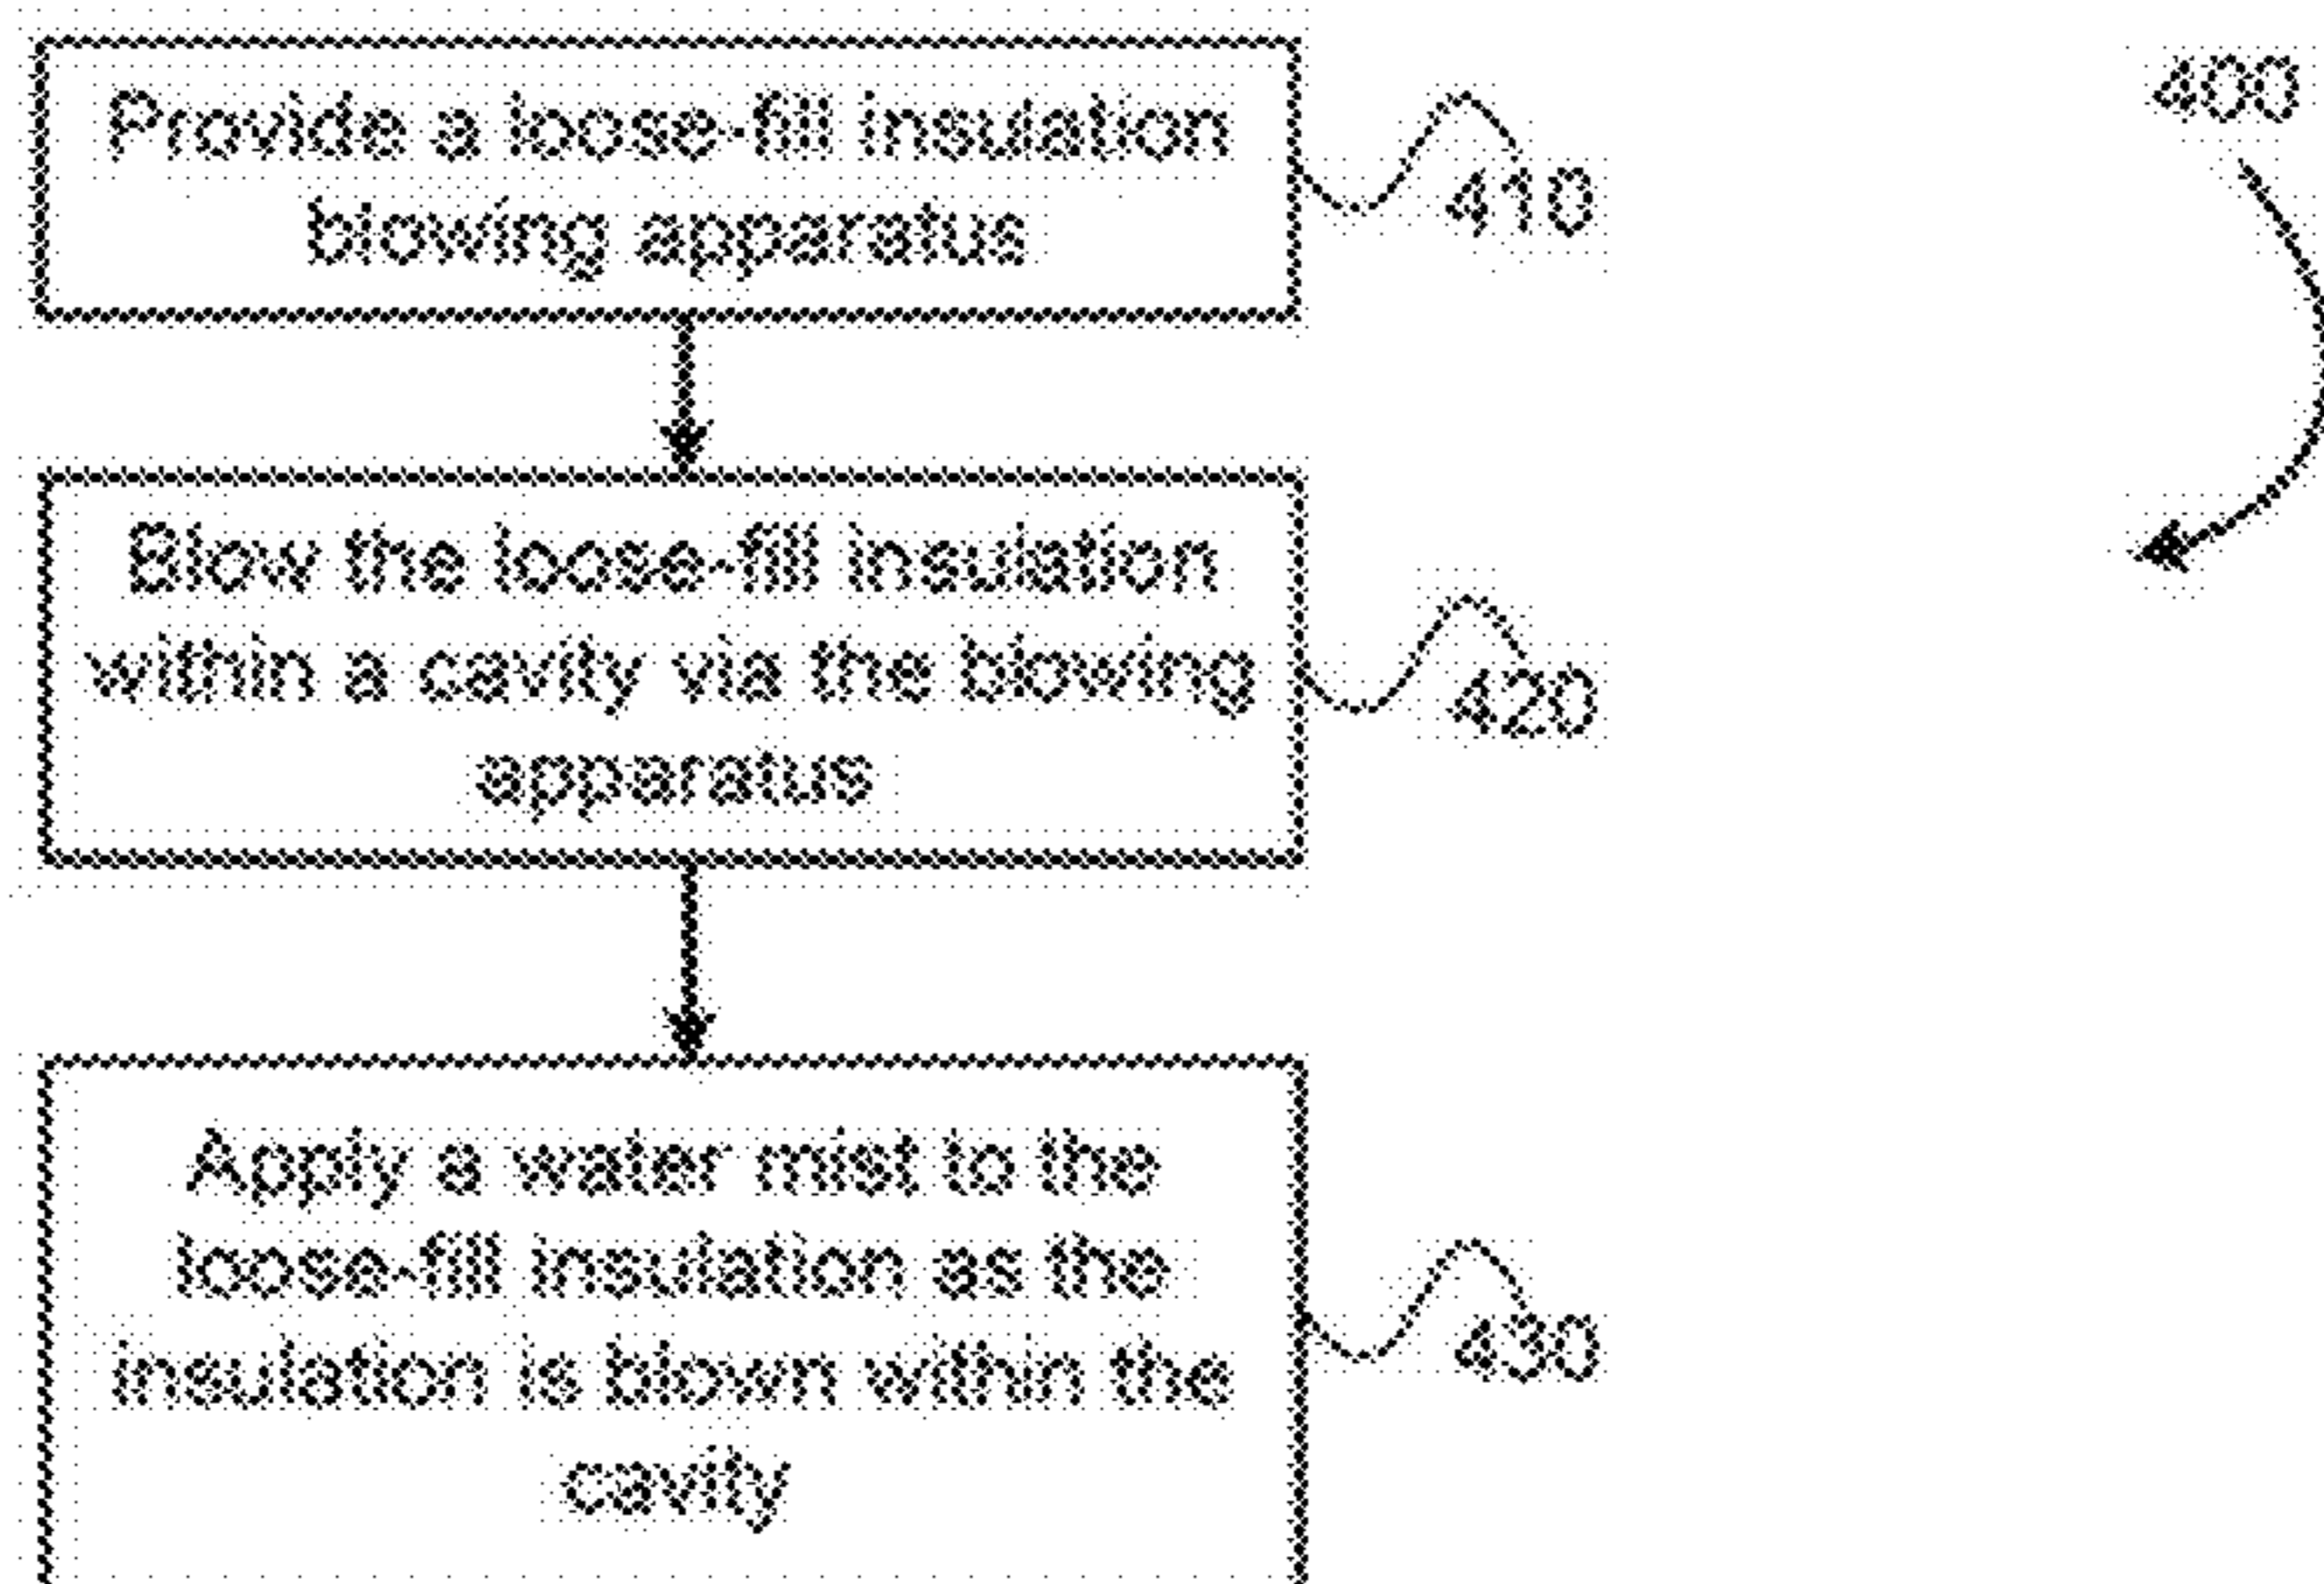 400
Provide a loose-fill insulation
blowing apparatus
410
Blow the loose-fill insulation
within a cavity via the blowing
apparatus
420
Apply a water mist to the
loose-fill insulation as the
insulation is blown within the
cavity
430